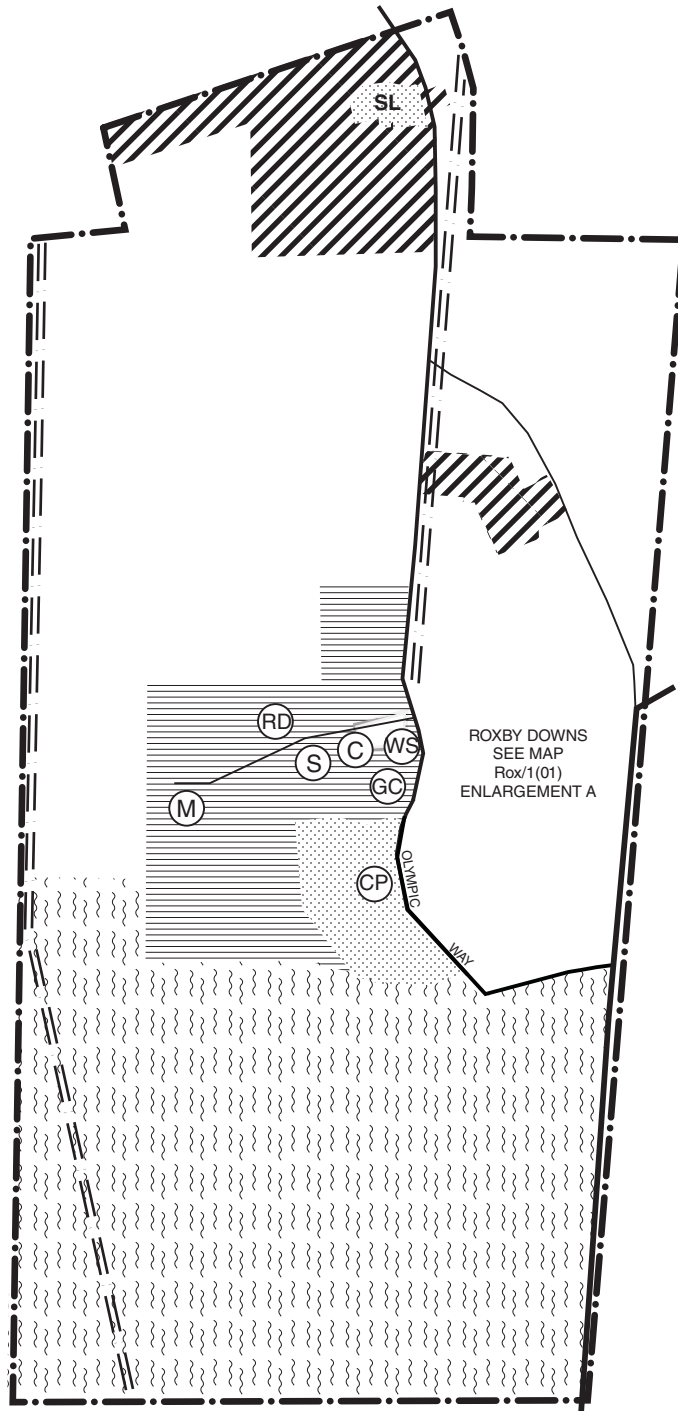 SL
RD
S
C
WS
GC
M
CP
ROXBY DOWNS
SEE MAP
Rox/1(01)
ENLARGEMENT A
OLYMPIC
WAY